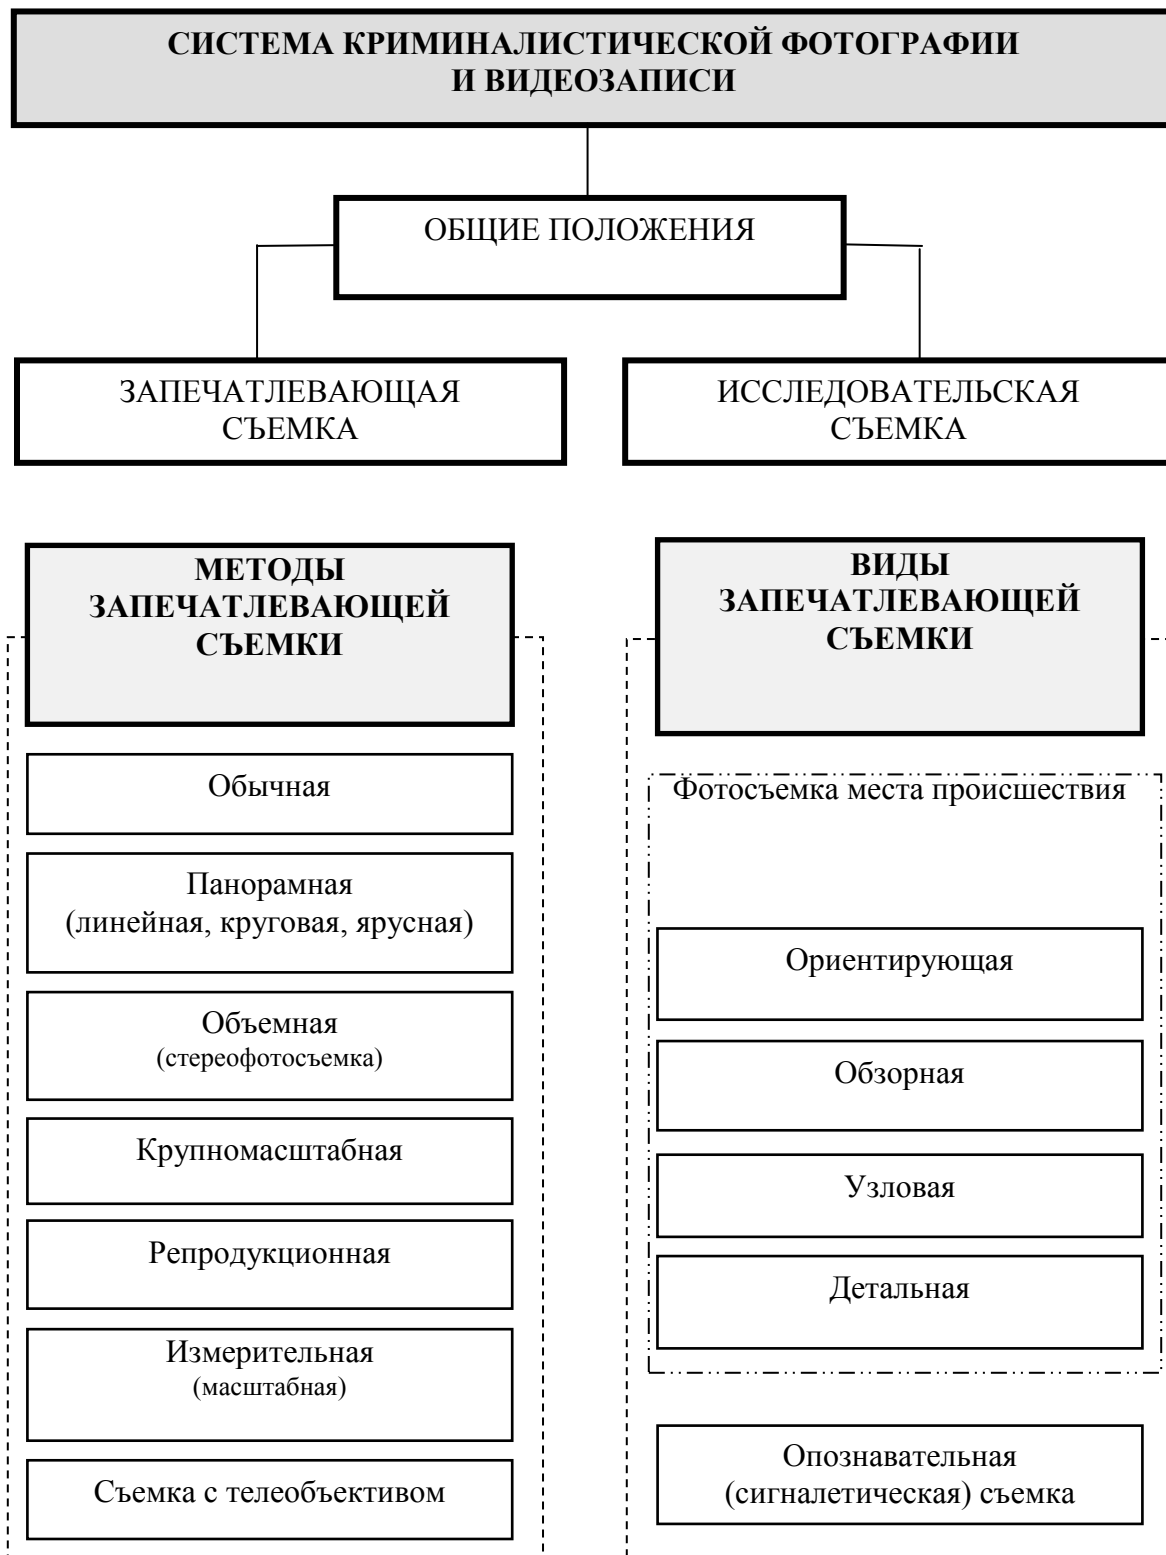 СИСТЕМА КРИМИНАЛИСТИЧЕСКОЙ ФОТОГРАФИИ
И ВИДЕОЗАПИСИ
ОБЩИЕ ПОЛОЖЕНИЯ
ЗАПЕЧАТЛЕВАЮЩАЯ
СЪЕМКА
ИССЛЕДОВАТЕЛЬСКАЯ
СЪЕМКА
МЕТОДЫ
ЗАПЕЧАТЛЕВАЮЩЕЙ
СЪЕМКИ
Обычная
Панорамная
(линейная, круговая, ярусная)
Объемная
(стереофотосъемка)
Крупномасштабная
Репродукционная
Измерительная
(масштабная)
Съемка с телеобъективом
ВИДЫ
ЗАПЕЧАТЛЕВАЮЩЕЙ
СЪЕМКИ
Фотосъемка места происшествия
Ориентирующая
Обзорная
Узловая
Детальная
Опознавательная
(сигналетическая) съемка